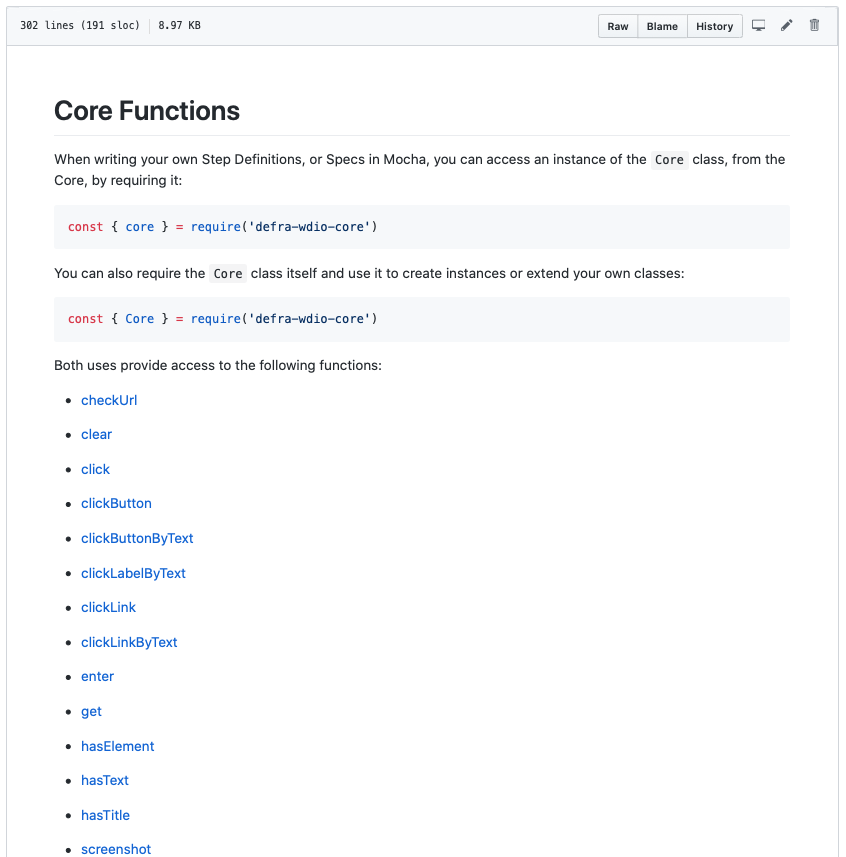 302 lines (191 sloc) 8.97 KB
Raw Blame History
Core Functions
When writing your own Step Definitions, or Specs in Mocha, you can access an instance of the Core class, from the
Core, by requiring it:
const { core } = require('defra-wdio-core')
You can also require the Core class itself and use it to create instances or extend your own classes:
const { Core } = require('defra-wdio-core')
Both uses provide access to the following functions:
• checkUrl
• clear
• click
• clickButton
• clickButtonByText
• clickLabelByText
• clickLink
• clickLinkByText
• enter
• get
• hasElement
• hasText
• hasTitle
• screenshot